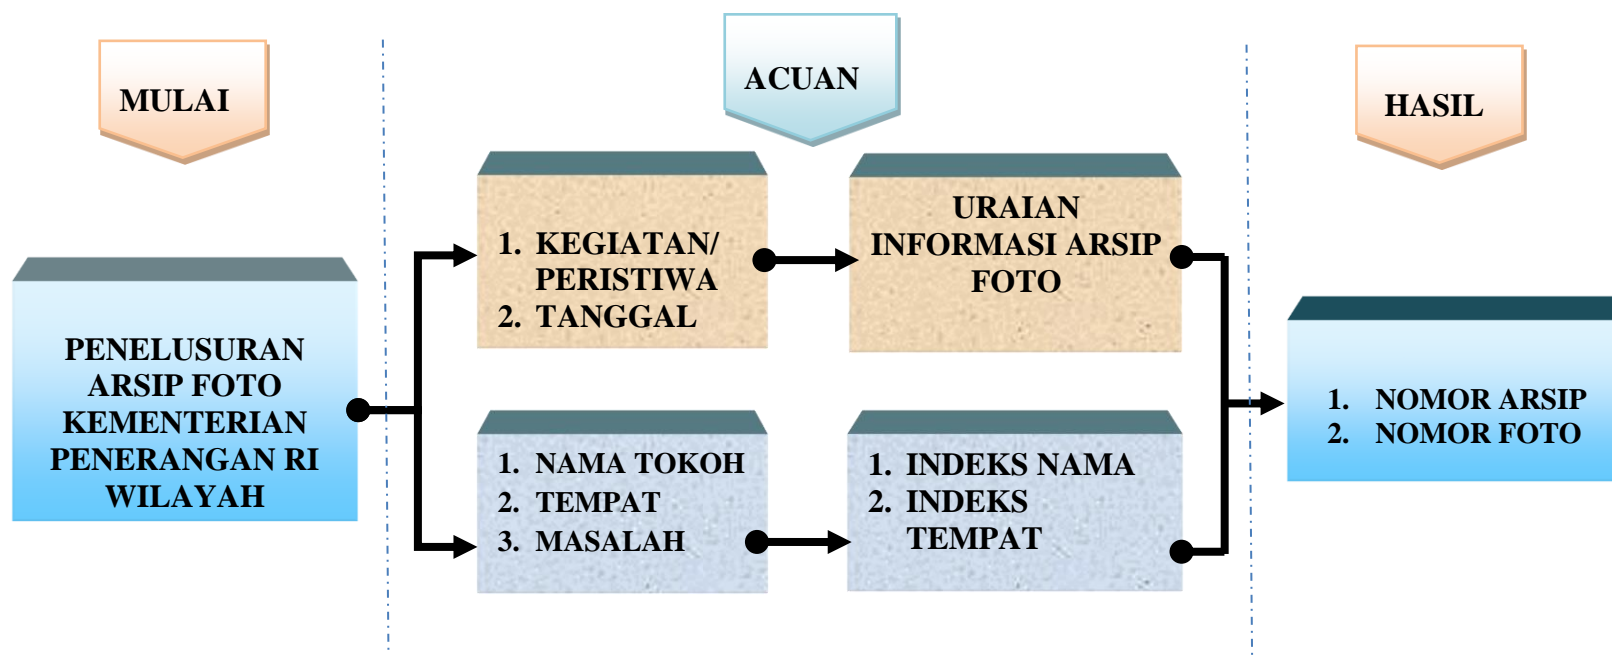 MULAI
ACUAN
HASIL
PENELUSURAN
ARSIP FOTO
KEMENTERIAN
PENERANGAN RI
WILAYAH
1. KEGIATAN/
PERISTIWA
2. TANGGAL
URAIAN
INFORMASI ARSIP
FOTO
1. NAMA TOKOH
2. TEMPAT
3. MASALAH
1. INDEKS NAMA
2. INDEKS
TEMPAT
1. NOMOR ARSIP
2. NOMOR FOTO